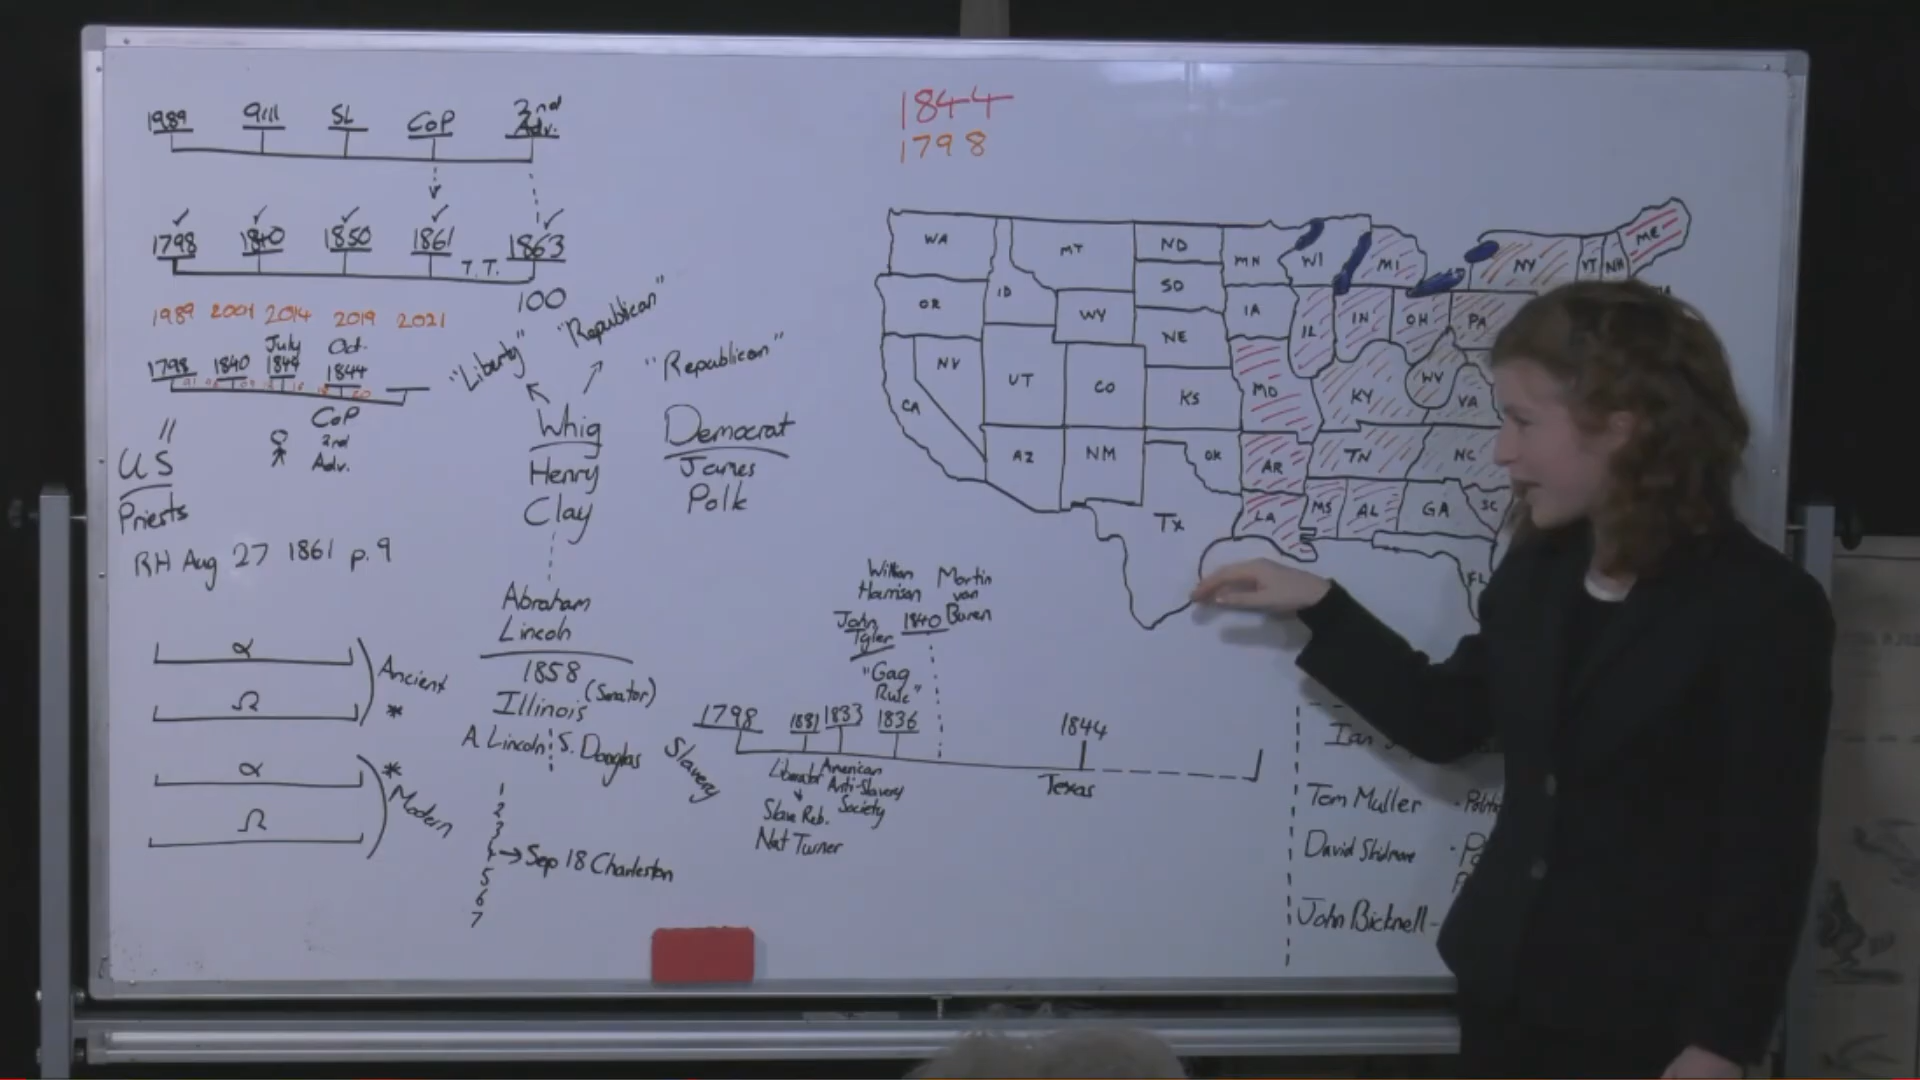 1989 9/11 SL CoP 2nd Adv.
1798 1840 1850 1861 1863
T.T.
100
1989 2001 2014 2019 2021
1798 1840 July 1844 Oct. 1844
CoP
2nd
Adv.
US
Priests
RH Aug 27 1861 p. 9
α
Ω
Ancient
*
α
Ω
*
Modern
"Liberty"
"Republican"
Whig
Henry
Clay
"Republican"
Democrat
James
Polk
Abraham
Lincoln
1858
(Senator)
Illinois
A. Lincoln S. Douglas
1
2
3
4 → Sep 18 Charleston
5
6
7
Slavery
William Harrison
Martin van Buren
John Tyler
1840
"Gag Rule"
1798 1831 1833 1836 1844
Liberator
Slave Reb.
Nat Turner
American
Anti-Slavery
Society
Texas
1844
1798
WA MT ND MN WI MI NY VT NH ME
OR ID WY SD IA IL IN OH PA
NV UT CO NE KS MO KY WV VA
CA AZ NM OK AR TN NC
Tx LA MS AL GA SC
FL
Ian
Tom Muller
David Skidmore
John Bicknell -